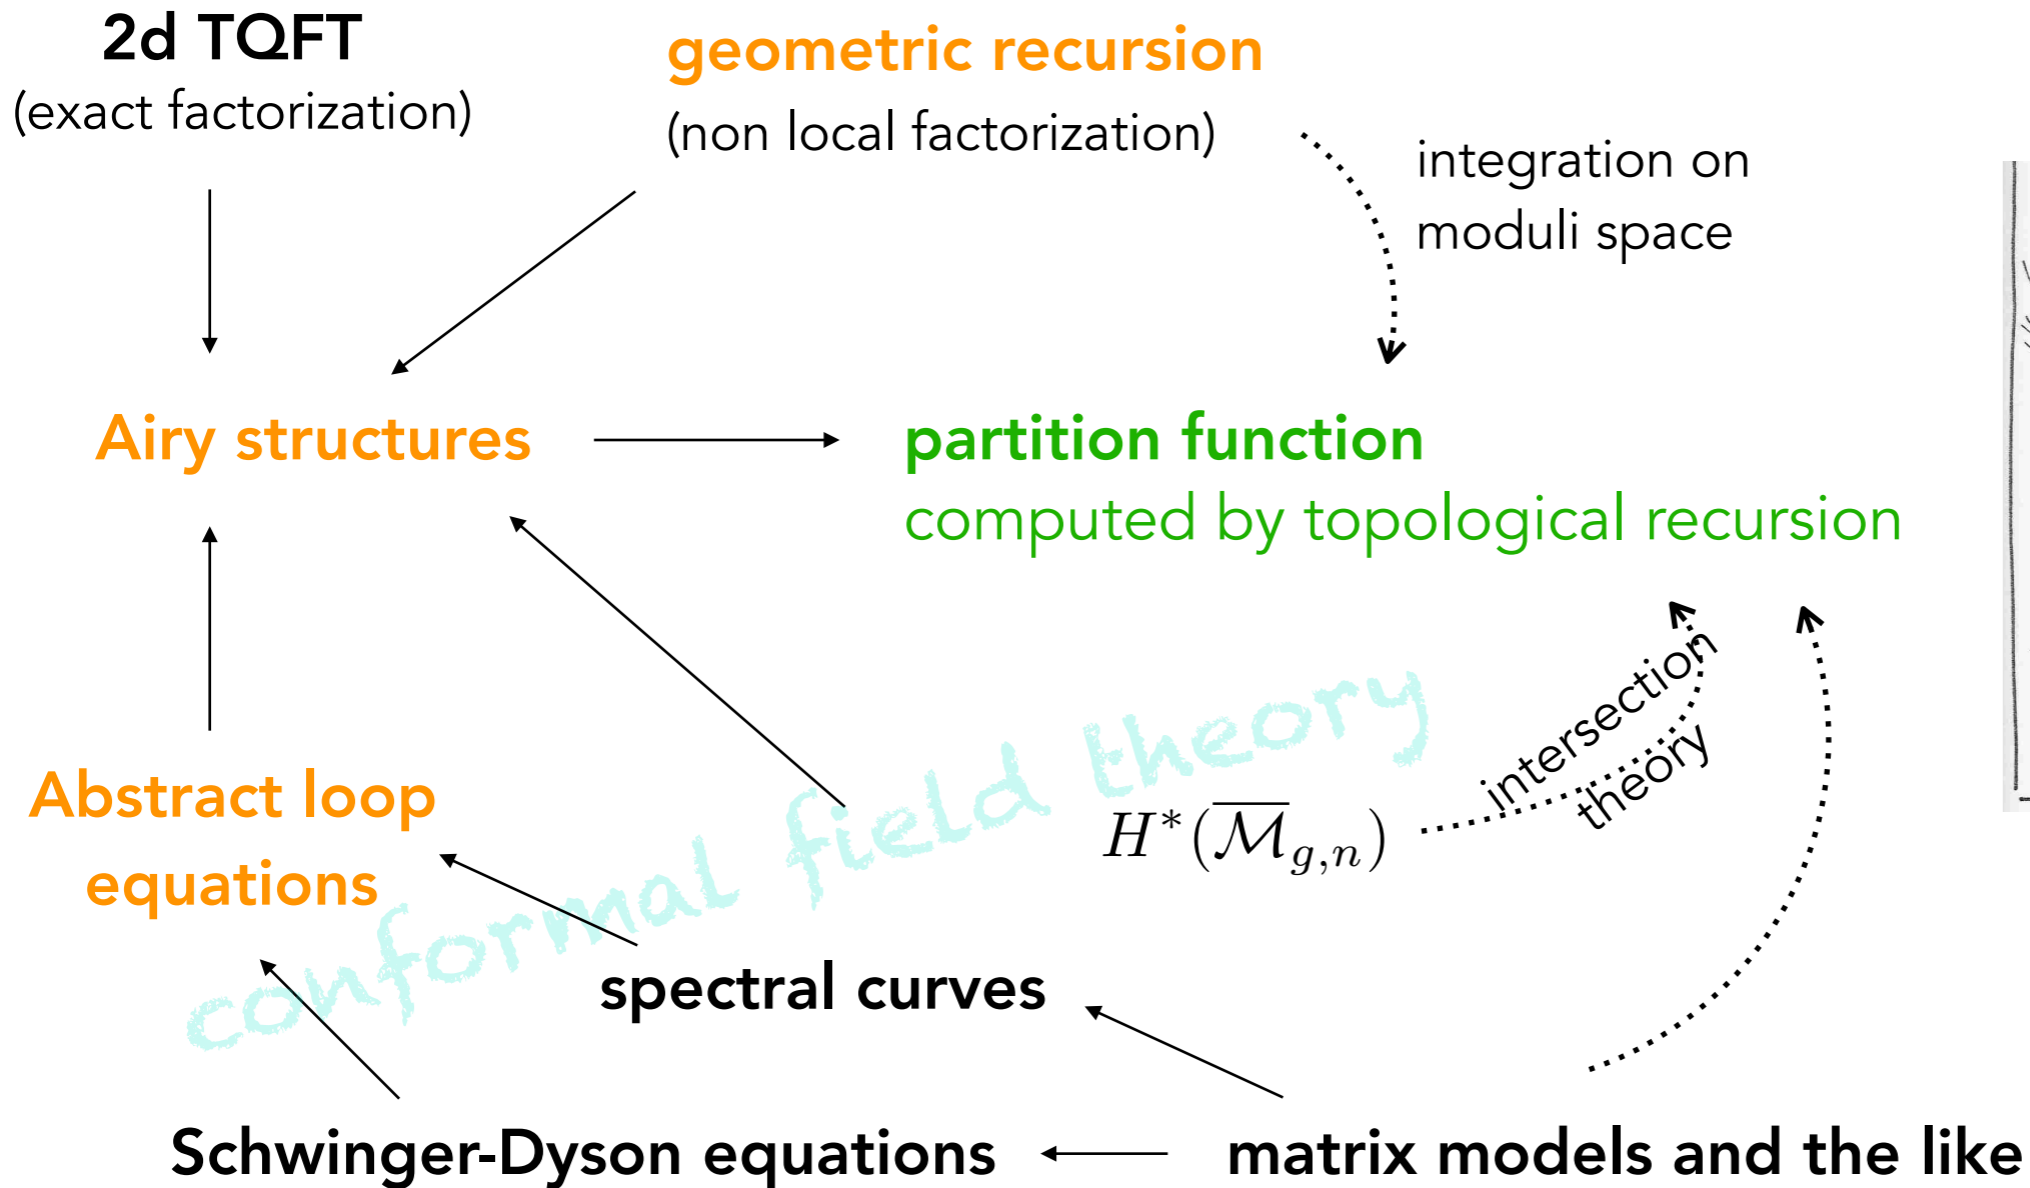 2d TQFT
(exact factorization)
geometric recursion
(non local factorization)
integration on
moduli space
Airy structures
partition function
computed by topological recursion
intersection
theory
conformal field theory
Abstract loop
equations
$H^*(\overline{\mathcal{M}}_{g,n})$
spectral curves
Schwinger-Dyson equations
matrix models and the like